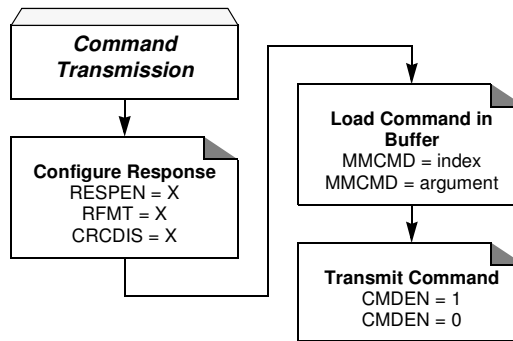 Command
Transmission
Configure Response
RESPEN = X
RFMT = X
CRCDIS = X
Load Command in
Buffer
MMCMD = index
MMCMD = argument
Transmit Command
CMDEN = 1
CMDEN = 0